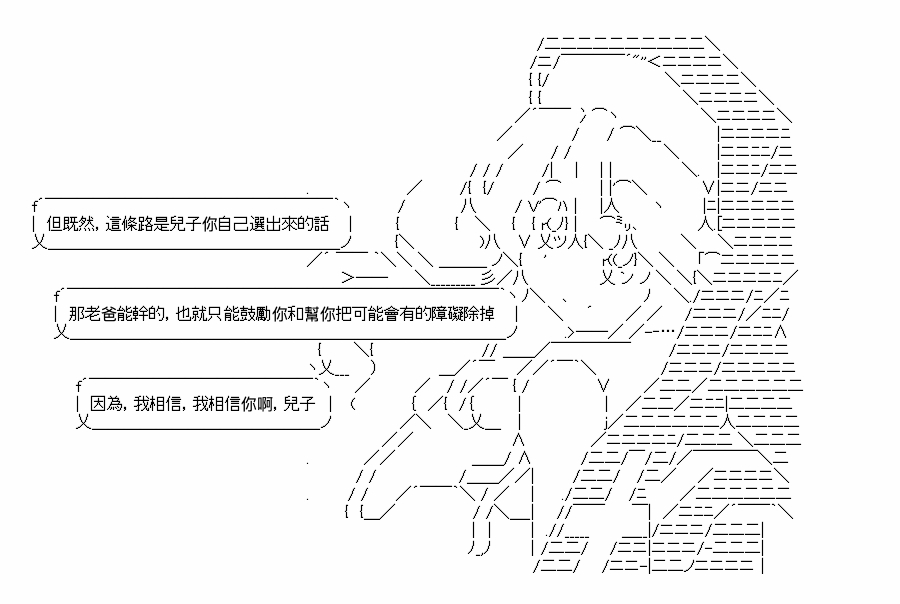 但既然，這條路是兒子你自己選出來的話
那老爸能幹的，也就只能鼓勵你和幫你把可能會有的障礙除掉
因為，我相信，我相信你啊，兒子